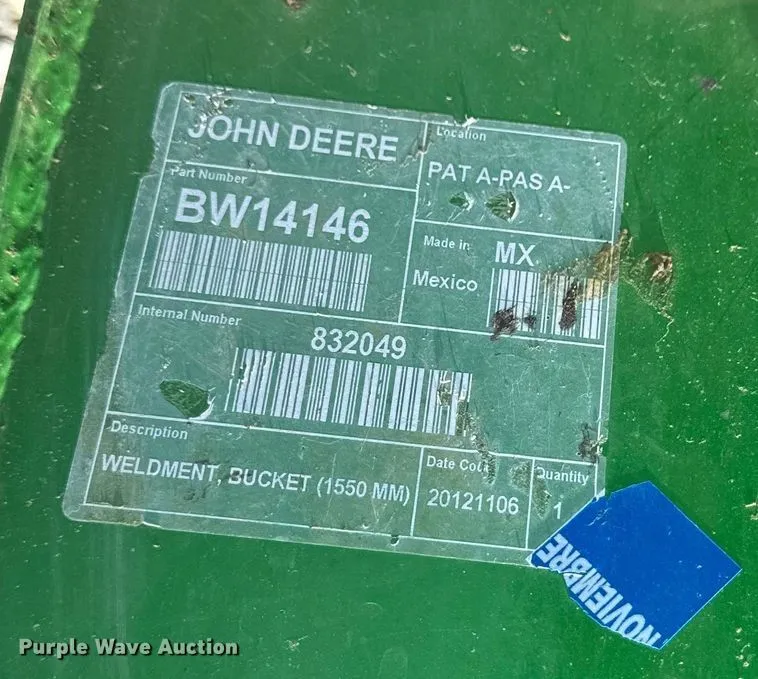 JOHN DEERE
Location
PAT A-PAS A-
Part Number
BW14146
Made in
MX
Mexico
Internal Number
832049
Description
WELDMENT, BUCKET (1550 MM)
Date Code
20121106
Quantity
1
NOVIEMBRE
Purple Wave Auction